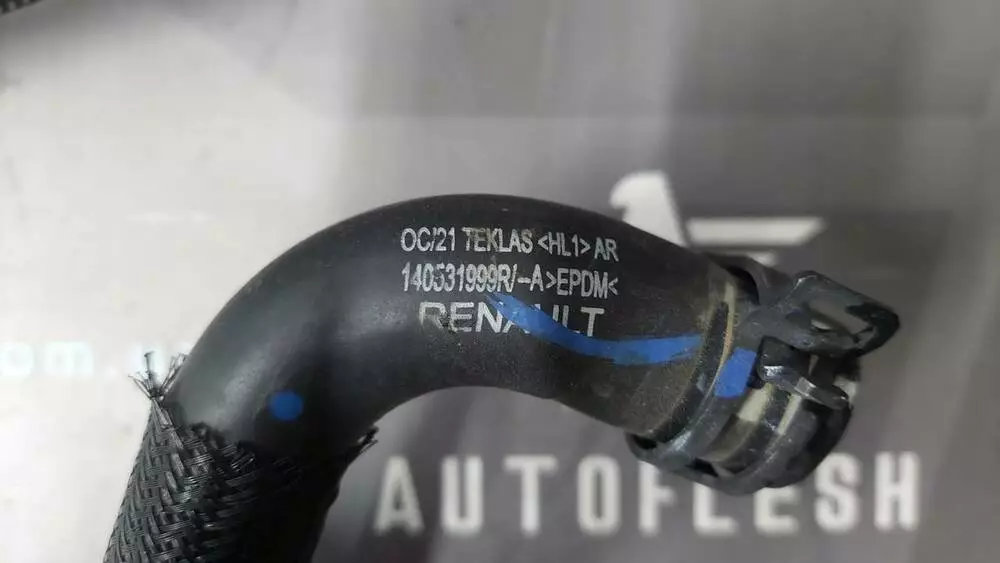 OC/21 TEKLAS <HL1> AR
140531999R/-A >EPDM<
RENAULT
AUTOFLESH